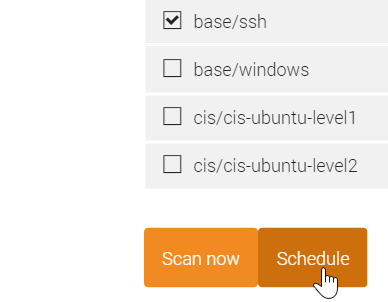 base/ssh
base/windows
cis/cis-ubuntu-level1
cis/cis-ubuntu-level2
Scan now Schedule